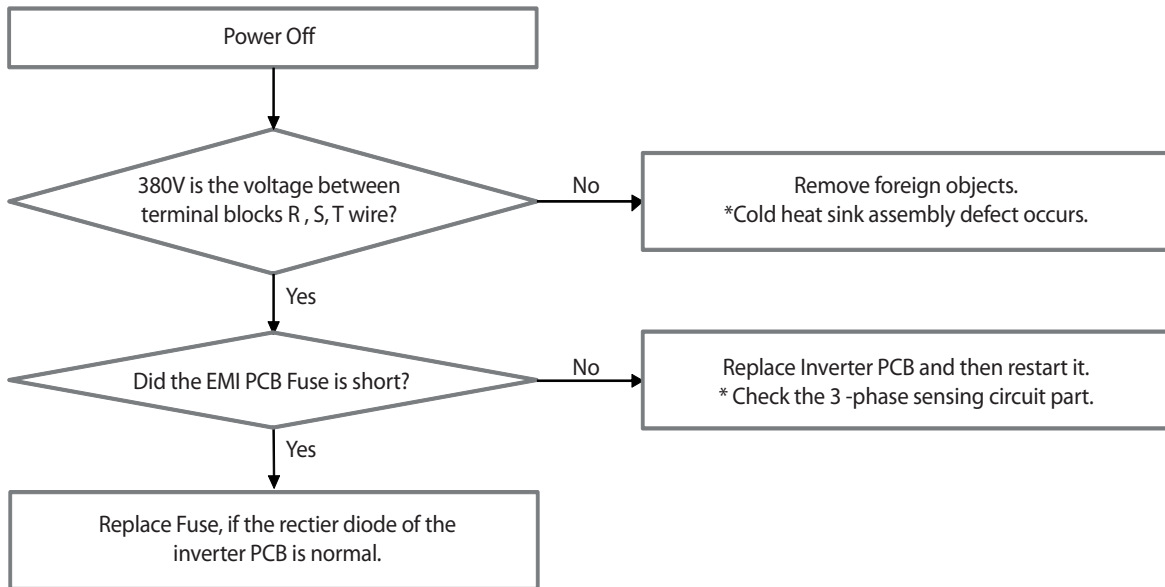 Power Off
380V is the voltage between
terminal blocks R , S, T wire?
No
Remove foreign objects.
*Cold heat sink assembly defect occurs.
Yes
Did the EMI PCB Fuse is short?
No
Replace Inverter PCB and then restart it.
* Check the 3 -phase sensing circuit part.
Yes
Replace Fuse, if the rectier diode of the
inverter PCB is normal.